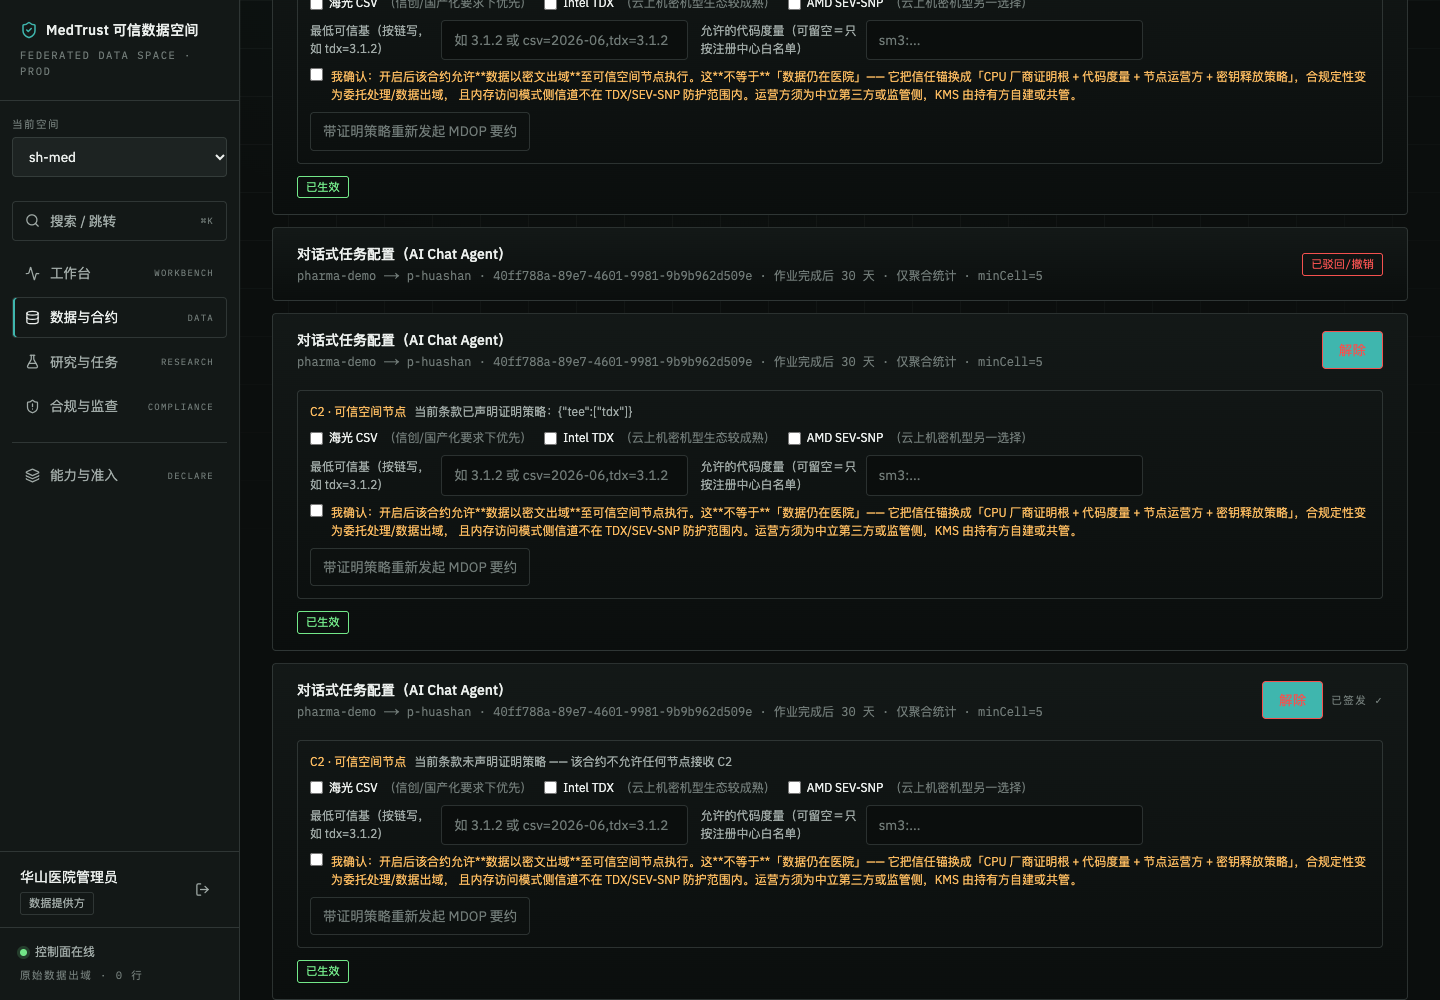 MedTrust 可信数据空间
FEDERATED DATA SPACE ·
PROD
当前空间
sh-med
搜索 / 跳转 ⌘K
工作台 WORKBENCH
数据与合约 DATA
研究与任务 RESEARCH
合规与监查 COMPLIANCE
能力与准入 DECLARE
华山医院管理员
数据提供方
控制面在线
原始数据出域 · 0 行
海光 CSV （信创/国产化要求下优先） Intel TDX （云上机密机型生态较成熟） AMD SEV-SNP （云上机密机型另一选择）
最低可信基（按链写，
如 tdx=3.1.2）
如 3.1.2 或 csv=2026-06,tdx=3.1.2
允许的代码度量（可留空＝只
按注册中心白名单）
sm3:...
我确认：开启后该合约允许**数据以密文出域**至可信空间节点执行。这**不等于**「数据仍在医院」—— 它把信任锚换成「CPU 厂商证明根 + 代码度量 + 节点运营方 + 密钥释放策略」，合规定性变
为委托处理/数据出域， 且内存访问模式侧信道不在 TDX/SEV-SNP 防护范围内。运营方须为中立第三方或监管侧，KMS 由持有方自建或共管。
带证明策略重新发起 MDOP 要约
已生效
对话式任务配置（AI Chat Agent）
pharma-demo → p-huashan · 40ff788a-89e7-4601-9981-9b9b962d509e · 作业完成后 30 天 · 仅聚合统计 · minCell=5
已驳回/撤销
对话式任务配置（AI Chat Agent）
pharma-demo → p-huashan · 40ff788a-89e7-4601-9981-9b9b962d509e · 作业完成后 30 天 · 仅聚合统计 · minCell=5
解除
C2 · 可信空间节点 当前条款已声明证明策略：{"tee":["tdx"]}
海光 CSV （信创/国产化要求下优先） Intel TDX （云上机密机型生态较成熟） AMD SEV-SNP （云上机密机型另一选择）
最低可信基（按链写，
如 tdx=3.1.2）
如 3.1.2 或 csv=2026-06,tdx=3.1.2
允许的代码度量（可留空＝只
按注册中心白名单）
sm3:...
我确认：开启后该合约允许**数据以密文出域**至可信空间节点执行。这**不等于**「数据仍在医院」—— 它把信任锚换成「CPU 厂商证明根 + 代码度量 + 节点运营方 + 密钥释放策略」，合规定性变
为委托处理/数据出域， 且内存访问模式侧信道不在 TDX/SEV-SNP 防护范围内。运营方须为中立第三方或监管侧，KMS 由持有方自建或共管。
带证明策略重新发起 MDOP 要约
已生效
对话式任务配置（AI Chat Agent）
pharma-demo → p-huashan · 40ff788a-89e7-4601-9981-9b9b962d509e · 作业完成后 30 天 · 仅聚合统计 · minCell=5
解除 已签发 ✓
C2 · 可信空间节点 当前条款未声明证明策略 —— 该合约不允许任何节点接收 C2
海光 CSV （信创/国产化要求下优先） Intel TDX （云上机密机型生态较成熟） AMD SEV-SNP （云上机密机型另一选择）
最低可信基（按链写，
如 tdx=3.1.2）
如 3.1.2 或 csv=2026-06,tdx=3.1.2
允许的代码度量（可留空＝只
按注册中心白名单）
sm3:...
我确认：开启后该合约允许**数据以密文出域**至可信空间节点执行。这**不等于**「数据仍在医院」—— 它把信任锚换成「CPU 厂商证明根 + 代码度量 + 节点运营方 + 密钥释放策略」，合规定性变
为委托处理/数据出域， 且内存访问模式侧信道不在 TDX/SEV-SNP 防护范围内。运营方须为中立第三方或监管侧，KMS 由持有方自建或共管。
带证明策略重新发起 MDOP 要约
已生效